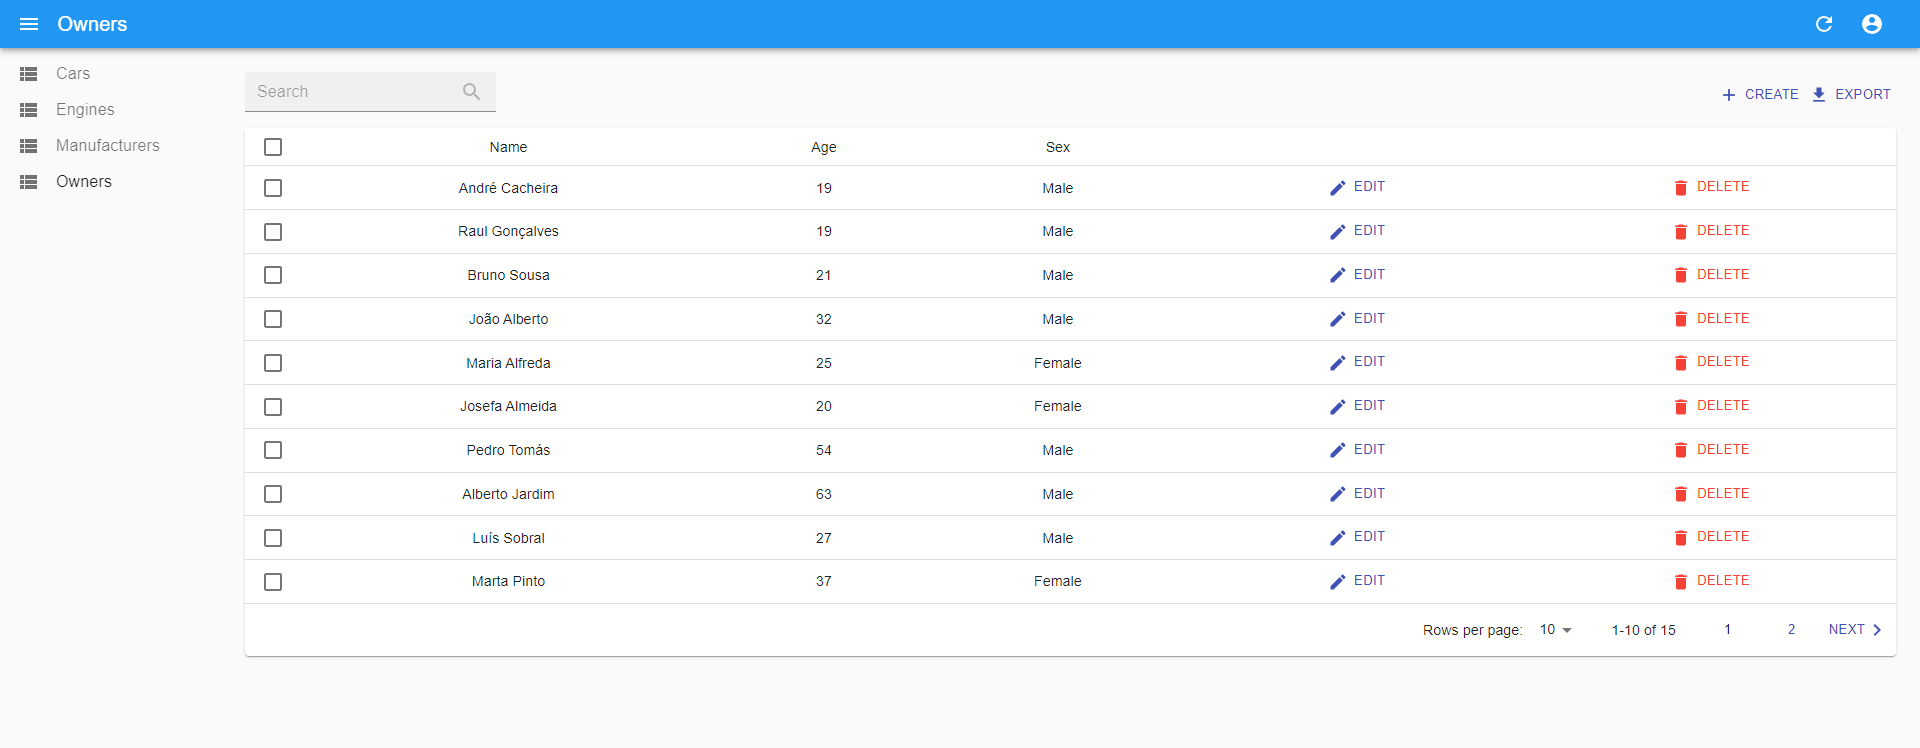 Owners
Cars
Engines
Manufacturers
Owners
Search
CREATE EXPORT
Name Age Sex
André Cacheira 19 Male EDIT DELETE
Raul Gonçalves 19 Male EDIT DELETE
Bruno Sousa 21 Male EDIT DELETE
João Alberto 32 Male EDIT DELETE
Maria Alfreda 25 Female EDIT DELETE
Josefa Almeida 20 Female EDIT DELETE
Pedro Tomás 54 Male EDIT DELETE
Alberto Jardim 63 Male EDIT DELETE
Luís Sobral 27 Male EDIT DELETE
Marta Pinto 37 Female EDIT DELETE
Rows per page: 10 1-10 of 15 1 2 NEXT